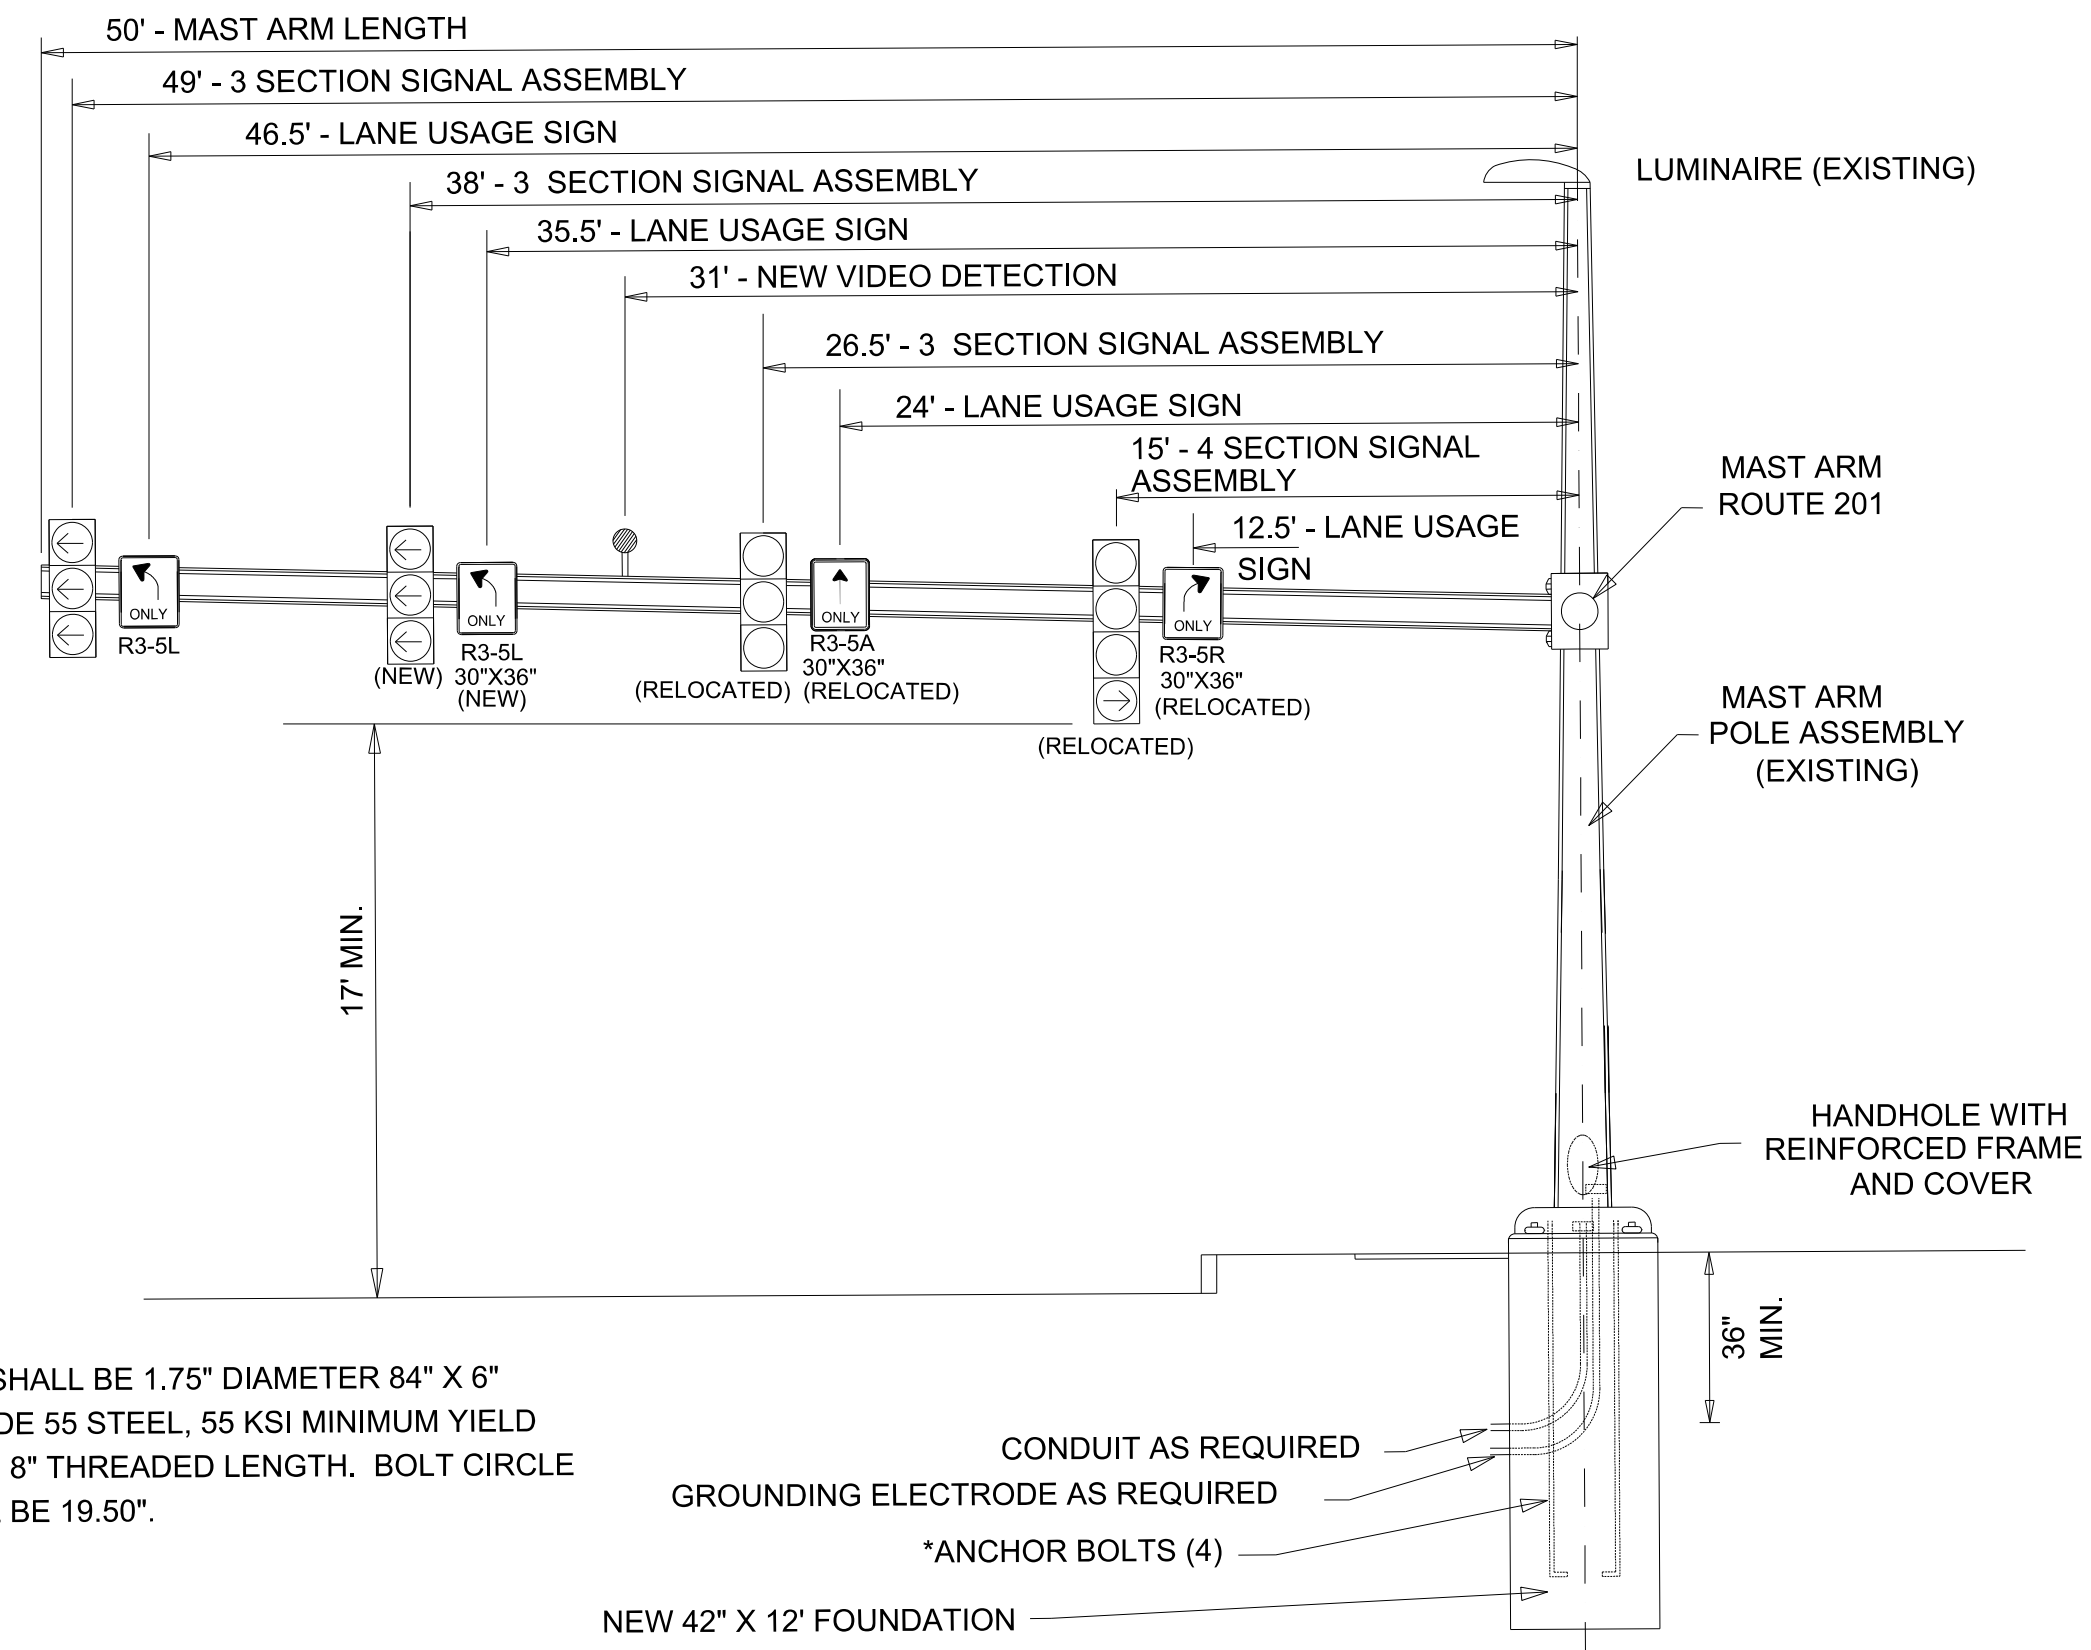 50' - MAST ARM LENGTH
49' - 3 SECTION SIGNAL ASSEMBLY
46.5' - LANE USAGE SIGN
LUMINAIRE (EXISTING)
38' - 3 SECTION SIGNAL ASSEMBLY
35.5' - LANE USAGE SIGN
31' - NEW VIDEO DETECTION
26.5' - 3 SECTION SIGNAL ASSEMBLY
24' - LANE USAGE SIGN
15' - 4 SECTION SIGNAL
ASSEMBLY
12.5' - LANE USAGE
SIGN
MAST ARM
ROUTE 201
ONLY
R3-5L
(NEW)
ONLY
R3-5L
30"X36"
(NEW)
(RELOCATED)
ONLY
R3-5A
30"X36"
(RELOCATED)
(RELOCATED)
ONLY
R3-5R
30"X36"
(RELOCATED)
MAST ARM
POLE ASSEMBLY
(EXISTING)
17' MIN.
HANDHOLE WITH
REINFORCED FRAME
AND COVER
36"
MIN.
SHALL BE 1.75" DIAMETER 84" X 6"
DE 55 STEEL, 55 KSI MINIMUM YIELD
8" THREADED LENGTH. BOLT CIRCLE
BE 19.50".
CONDUIT AS REQUIRED
GROUNDING ELECTRODE AS REQUIRED
*ANCHOR BOLTS (4)
NEW 42" X 12' FOUNDATION